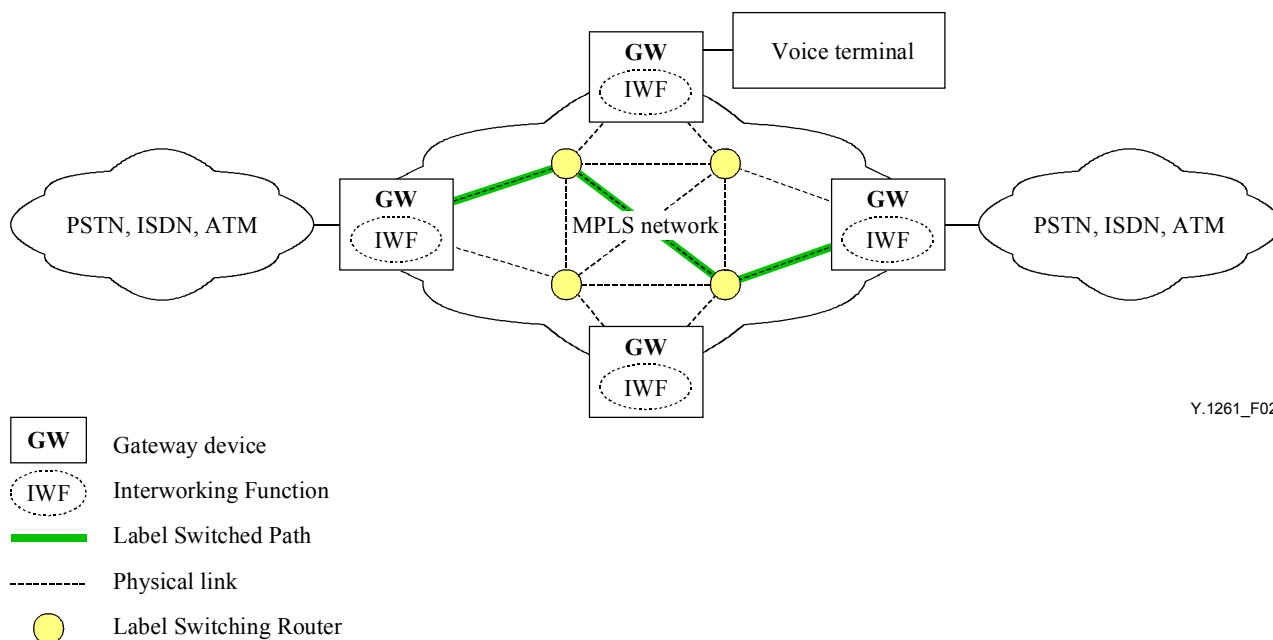 GW
IWF
Voice terminal
PSTN, ISDN, ATM
GW
IWF
MPLS network
GW
IWF
PSTN, ISDN, ATM
GW
IWF
Y.1261_F02
GW Gateway device
IWF Interworking Function
Label Switched Path
Physical link
Label Switching Router